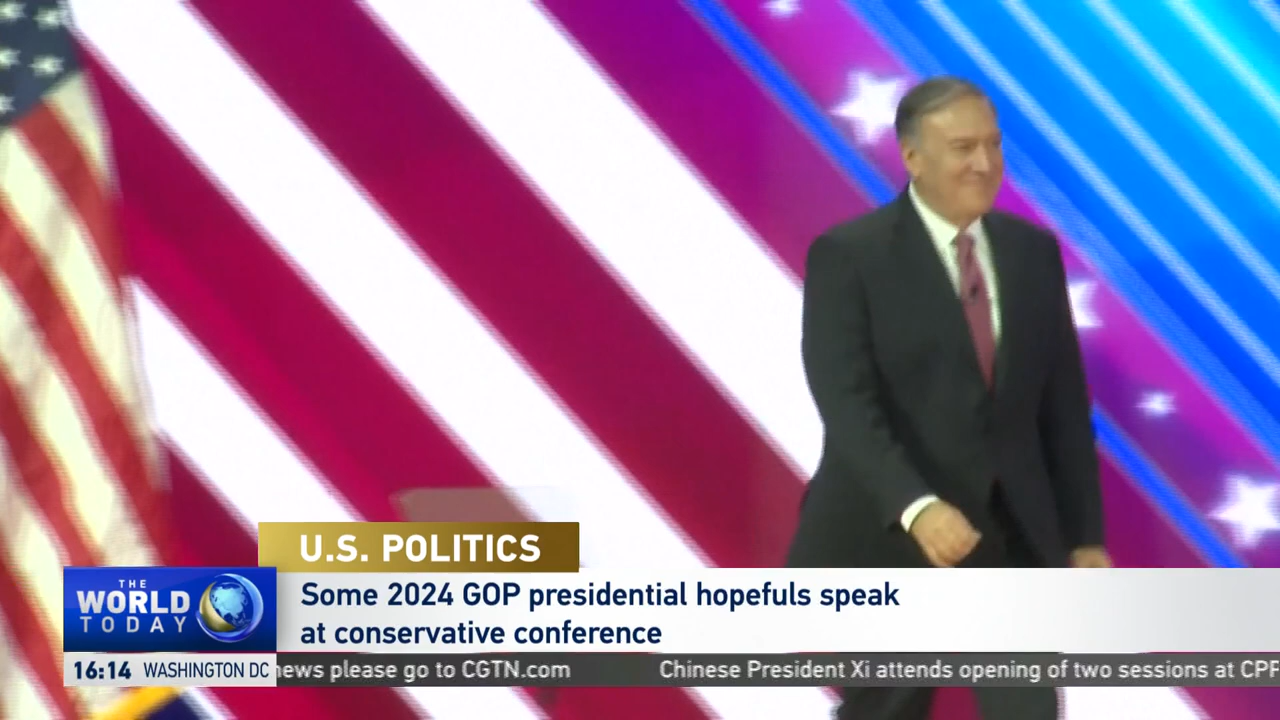 U.S. POLITICS
THE
WORLD
TODAY
Some 2024 GOP presidential hopefuls speak
at conservative conference
16:14 WASHINGTON DC
news please go to CGTN.com
Chinese President Xi attends opening of two sessions at CPP